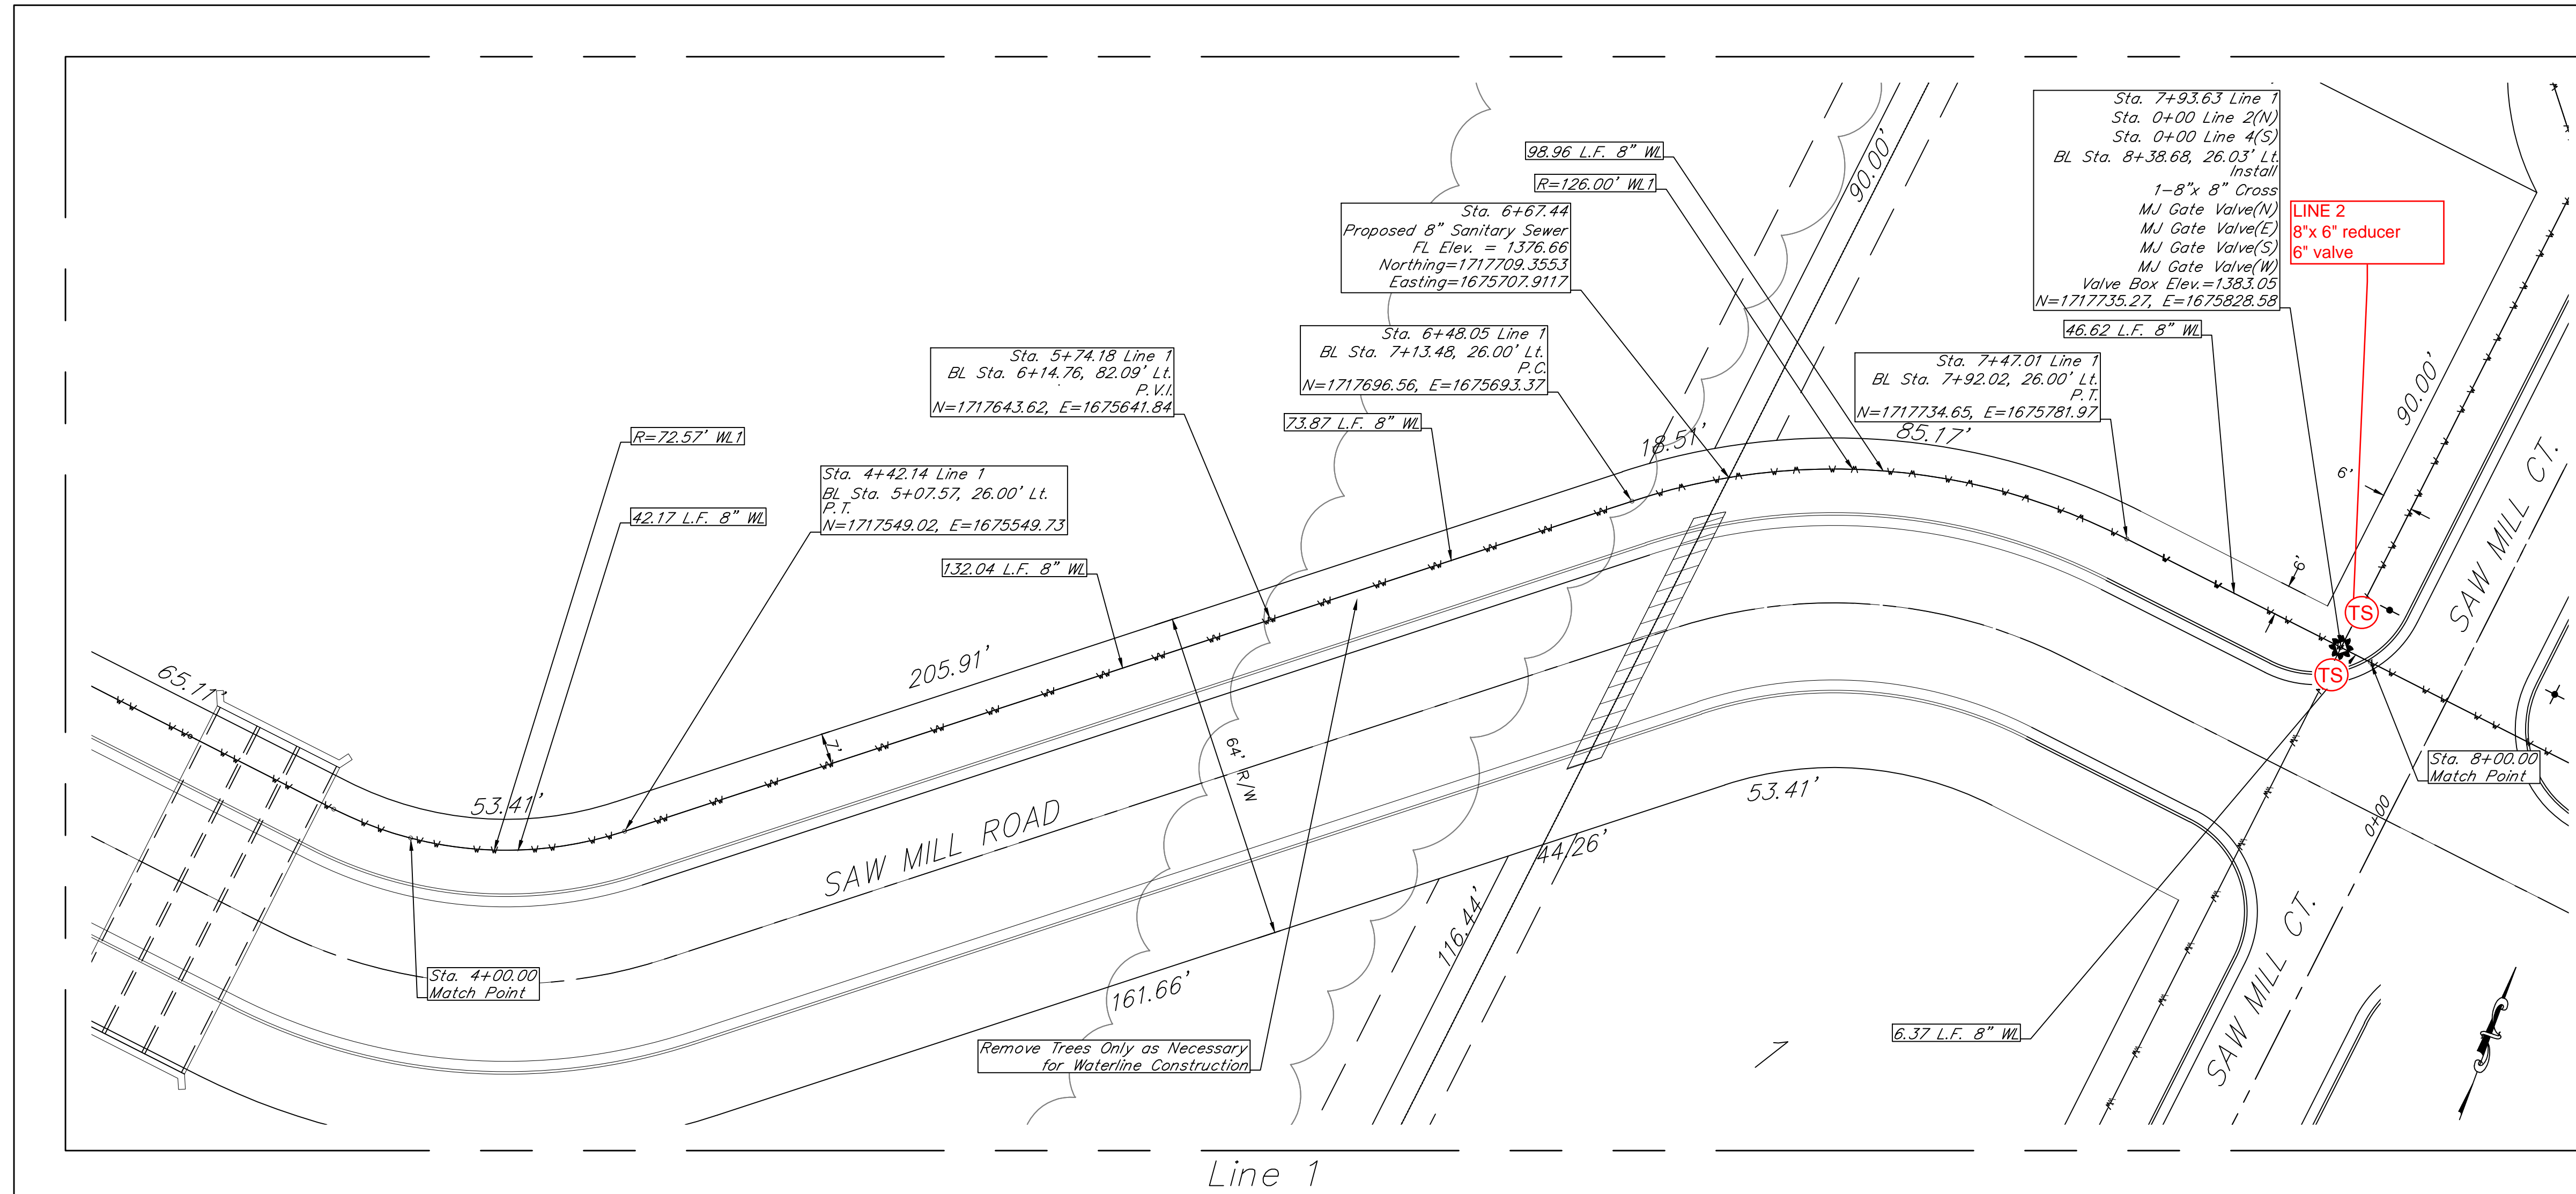 98.96 L.F. 8" WL
R=126.00' WL1
90.00'
Sta. 7+93.63 Line 1
Sta. 0+00 Line 2(N)
Sta. 0+00 Line 4(S)
BL Sta. 8+38.68, 26.03' Lt.
Install
1-8"x 8" Cross
MJ Gate Valve(N)
MJ Gate Valve(E)
MJ Gate Valve(S)
MJ Gate Valve(W)
Valve Box Elev.=1383.05
N=1717735.27, E=1675828.58
LINE 2
8"x 6" reducer
6" valve
Sta. 6+67.44
Proposed 8" Sanitary Sewer
FL Elev. = 1376.66
Northing=1717709.3553
Easting=1675707.9117
46.62 L.F. 8" WL
Sta. 5+74.18 Line 1
BL Sta. 6+14.76, 82.09' Lt.
P.V.I.
N=1717643.62, E=1675641.84
Sta. 6+48.05 Line 1
BL Sta. 7+13.48, 26.00' Lt.
P.C.
N=1717696.56, E=1675693.37
Sta. 7+47.01 Line 1
BL Sta. 7+92.02, 26.00' Lt.
P.T.
N=1717734.65, E=1675781.97
90.00'
R=72.57' WL1
73.87 L.F. 8" WL
18.51'
85.17'
6'
Sta. 4+42.14 Line 1
BL Sta. 5+07.57, 26.00' Lt.
P.T.
N=1717549.02, E=1675549.73
42.17 L.F. 8" WL
SAW MILL CT.
132.04 L.F. 8" WL
6'
TS
205.91'
65.11'
TS
7'
64' R/W
Sta. 8+00.00
Match Point
53.41'
53.41'
0+00
SAW MILL ROAD
44.26'
116.44'
Sta. 4+00.00
Match Point
161.66'
SAW MILL CT.
6.37 L.F. 8" WL
Remove Trees Only as Necessary
for Waterline Construction
Line 1